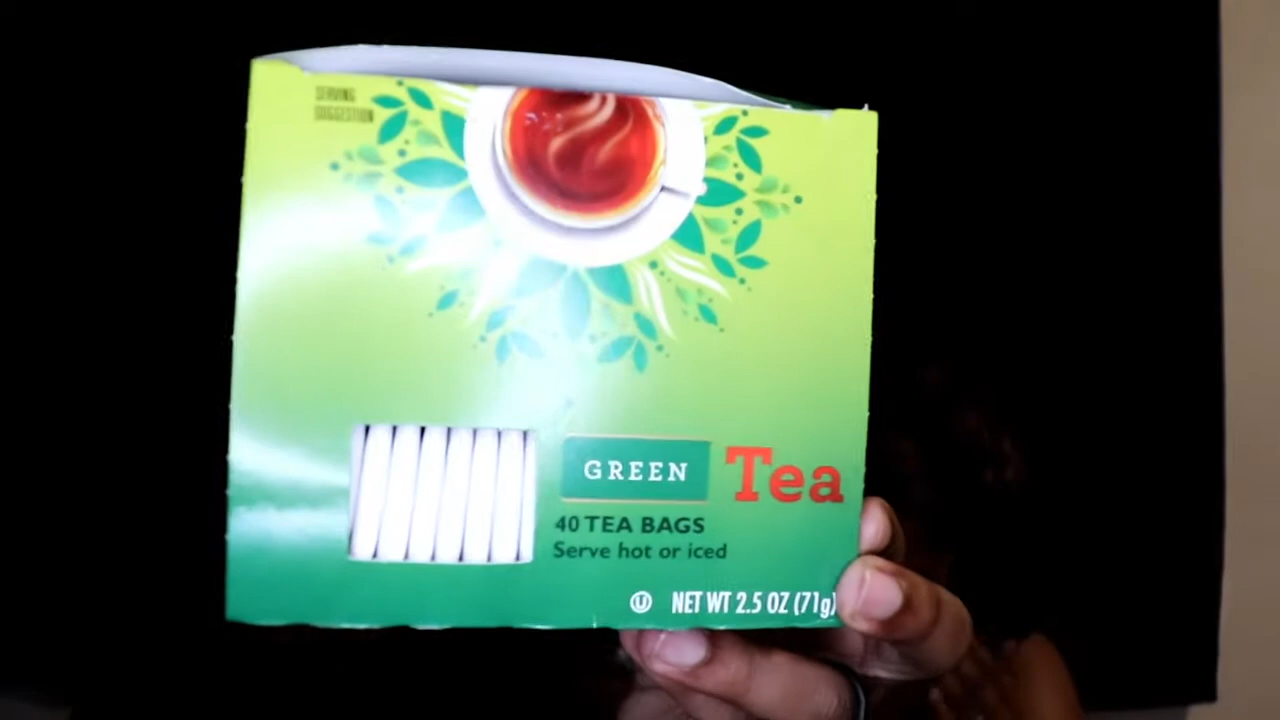 SERVING
SUGGESTION
GREEN Tea
40 TEA BAGS
Serve hot or iced
Ⓤ NET WT 2.5 OZ (71g)